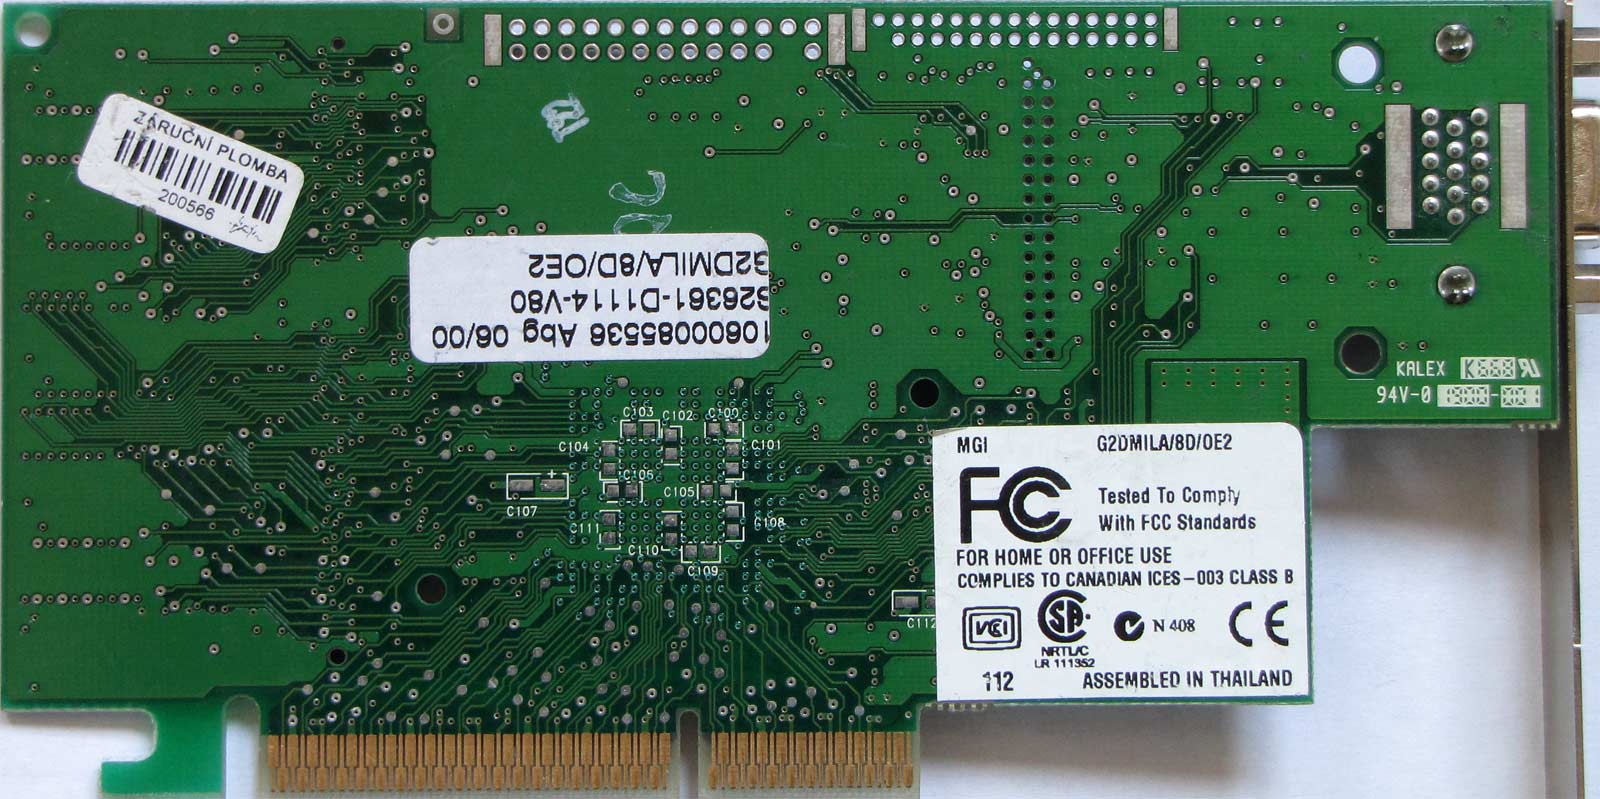 ZÁRUČNÍ PLOMBA
200566
10600085536 Abg 06/00
S26361-D1114-V80
G2DMILA/8D/OE2
C103
C102
C100
C104
C101
C106
C105
C107
C111
C108
C110
C109
C112
KALEX
94V-0
MGI G2DMILA/8D/OE2
FC Tested To Comply
With FCC Standards
FOR HOME OR OFFICE USE
COMPLIES TO CANADIAN ICES-003 CLASS B
VCI SA N 408 CE
NRTL/C
LR 111352
112 ASSEMBLED IN THAILAND